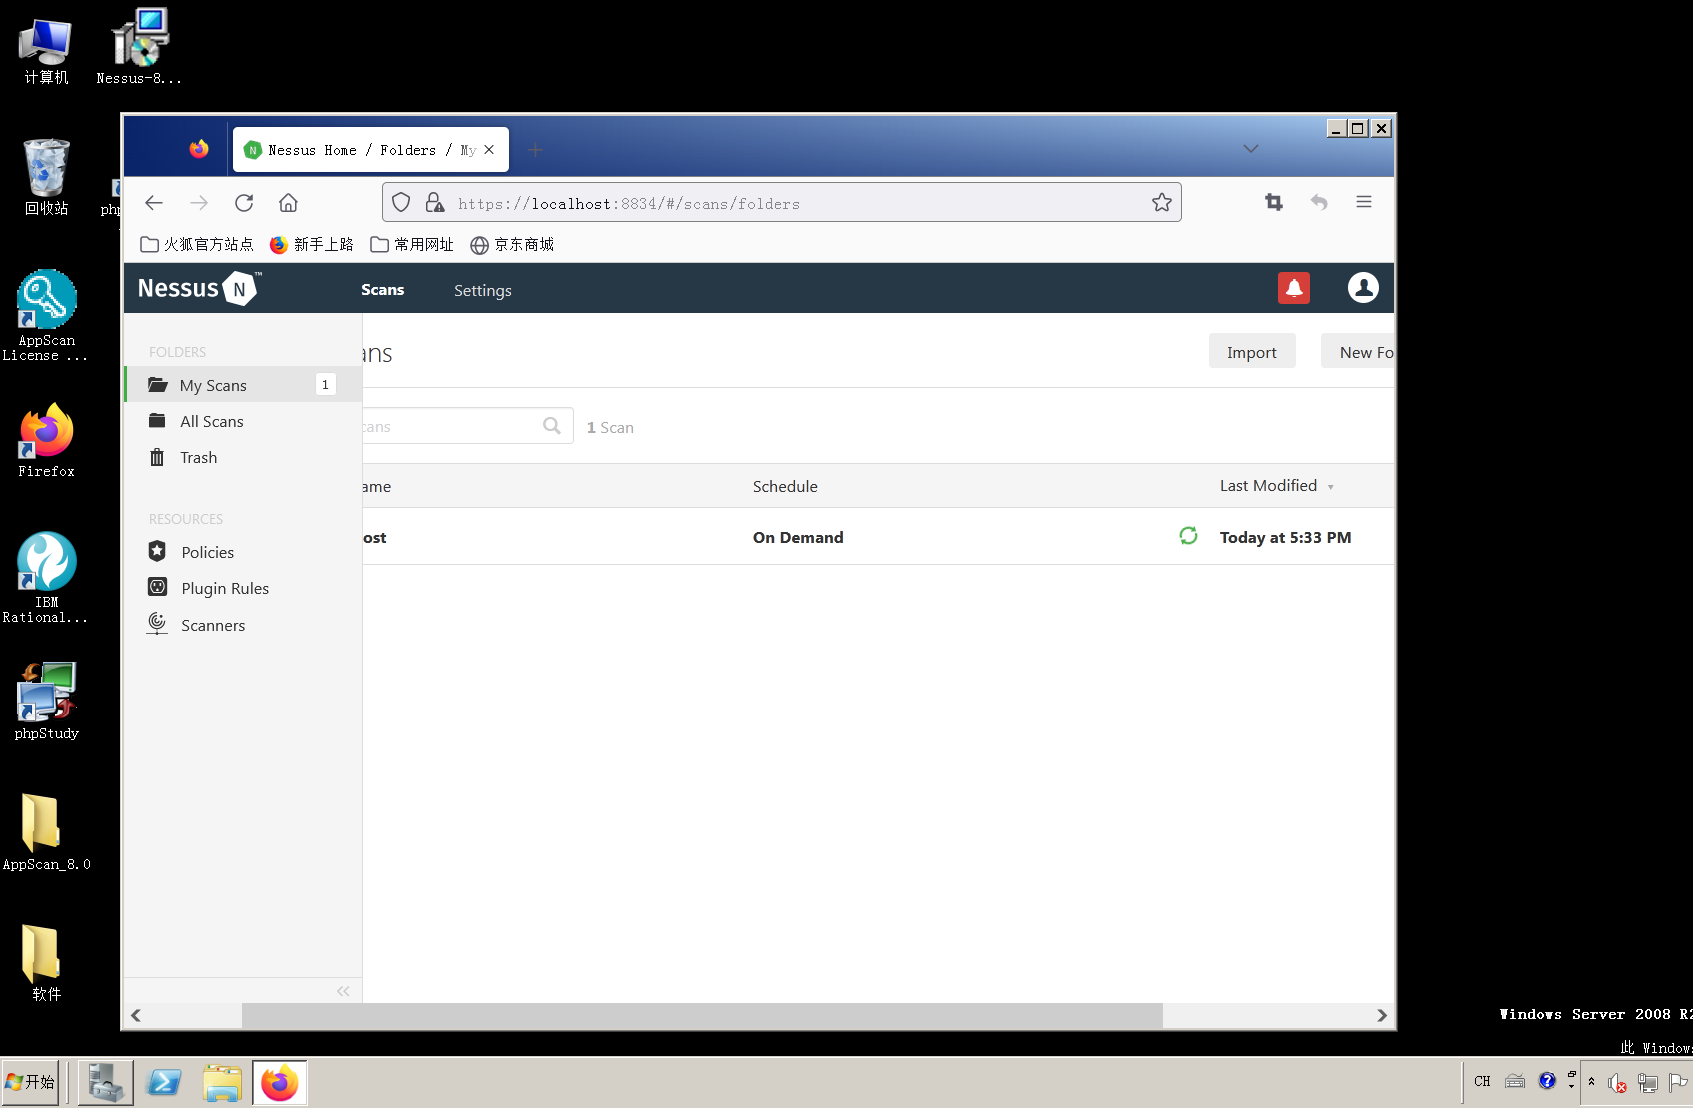 计算机
Nessus-8...
回收站
php
AppScan
License ...
Firefox
IBM
Rational...
phpStudy
AppScan_8.0
软件
Nessus Home / Folders / My
https://localhost:8834/#/scans/folders
火狐官方站点
新手上路
常用网址
京东商城
Nessus N ™
Scans
Settings
FOLDERS
My Scans
1
All Scans
Trash
RESOURCES
Policies
Plugin Rules
Scanners
ans
Import
New Fo
cans
1 Scan
ame
Schedule
Last Modified
ost
On Demand
Today at 5:33 PM
Windows Server 2008 R2
此 Windows
开始
CH